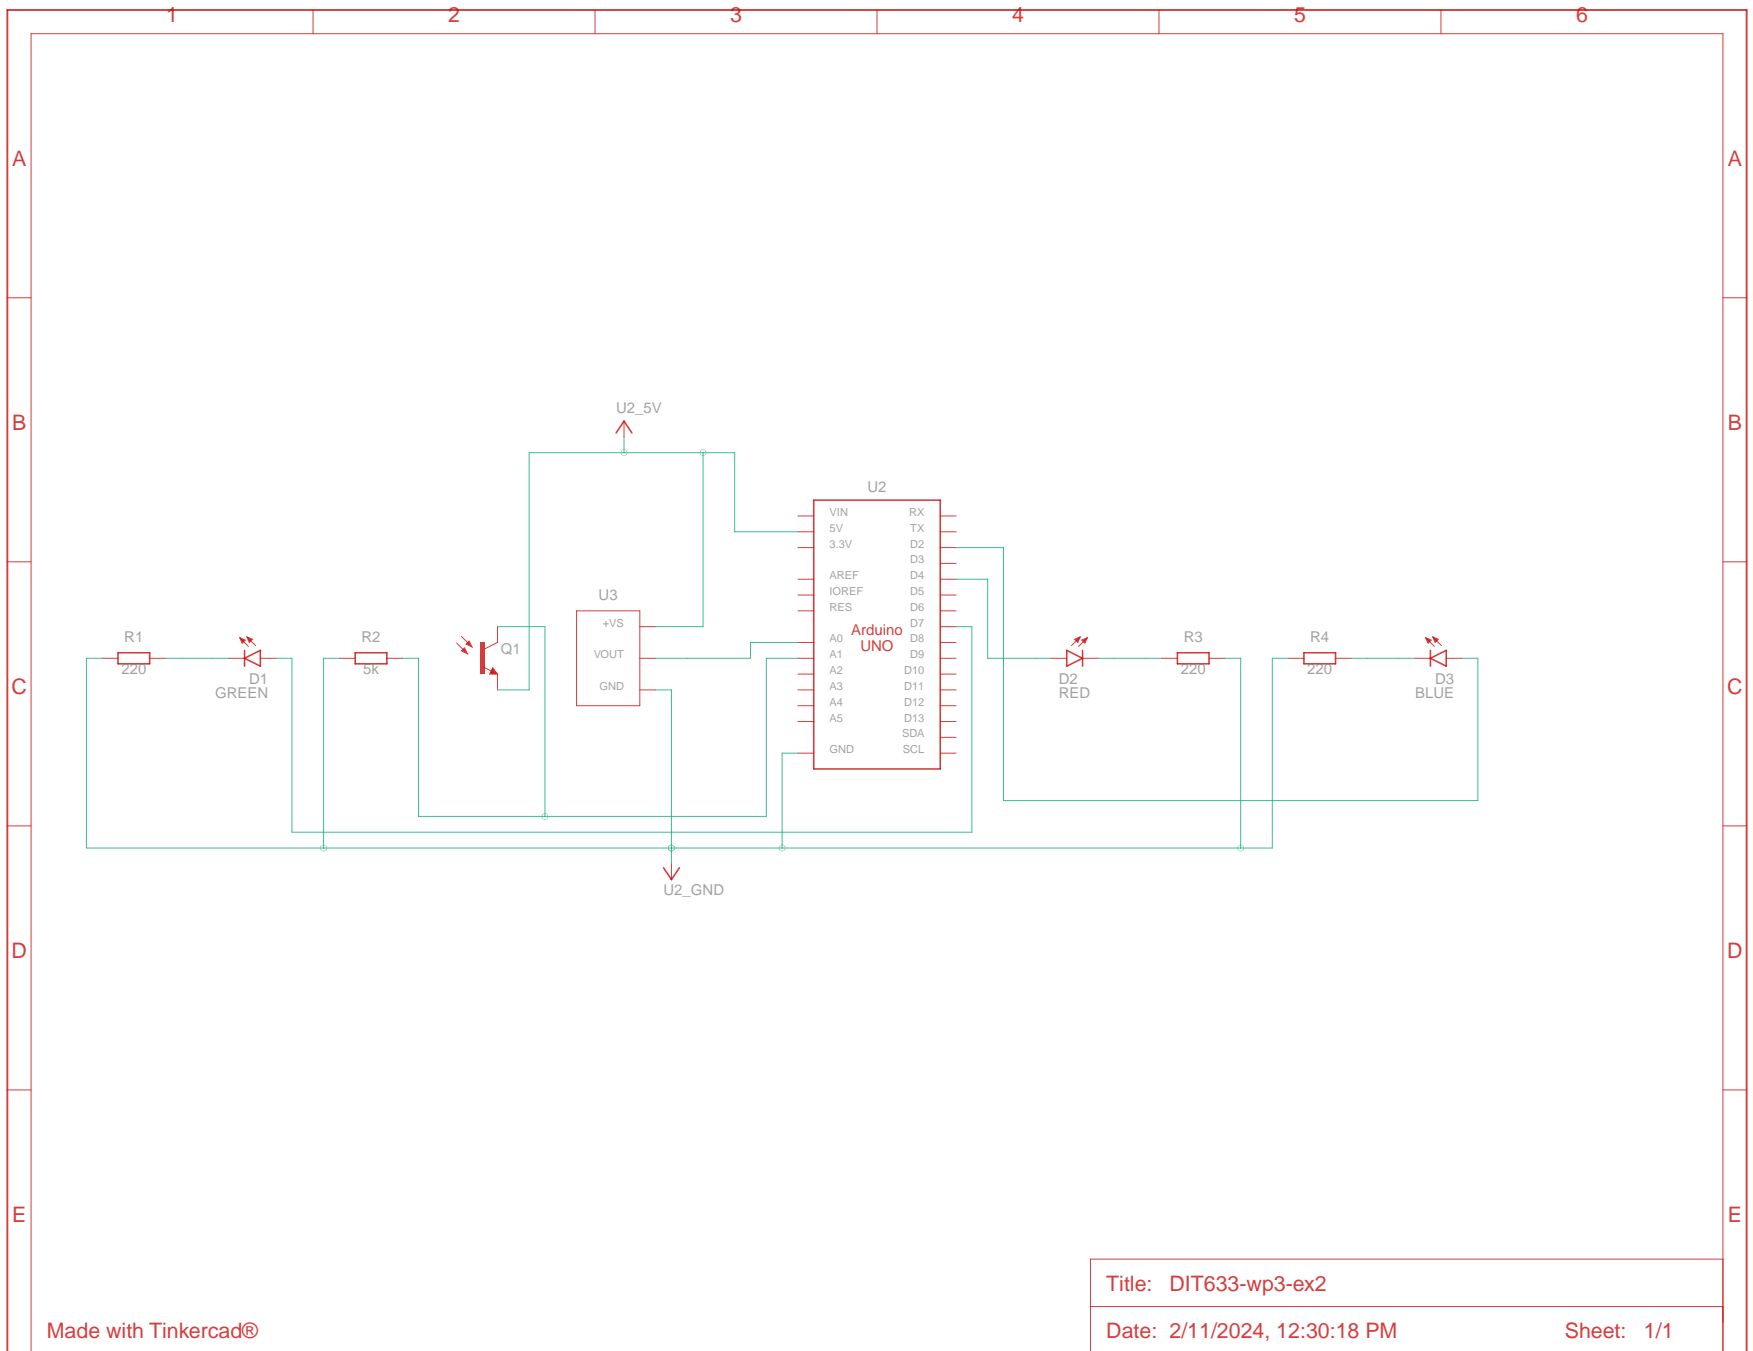 1 2 3 4 5 6
A A
U2_5V
B B
U2
VIN RX
5V TX
3.3V D2
D3
AREF D4
IOREF D5
RES D6
D7
A0 D8
A1 D9
A2 D10
A3 D11
A4 D12
A5 D13
SDA
GND SCL
Arduino
UNO
U3
+VS
VOUT
GND
R1
220
D1
GREEN
R2
5k
Q1
D2
RED
R3
220
R4
220
D3
BLUE
C C
U2_GND
D D
E E
Title: DIT633-wp3-ex2
Made with Tinkercad®
Date: 2/11/2024, 12:30:18 PM Sheet: 1/1